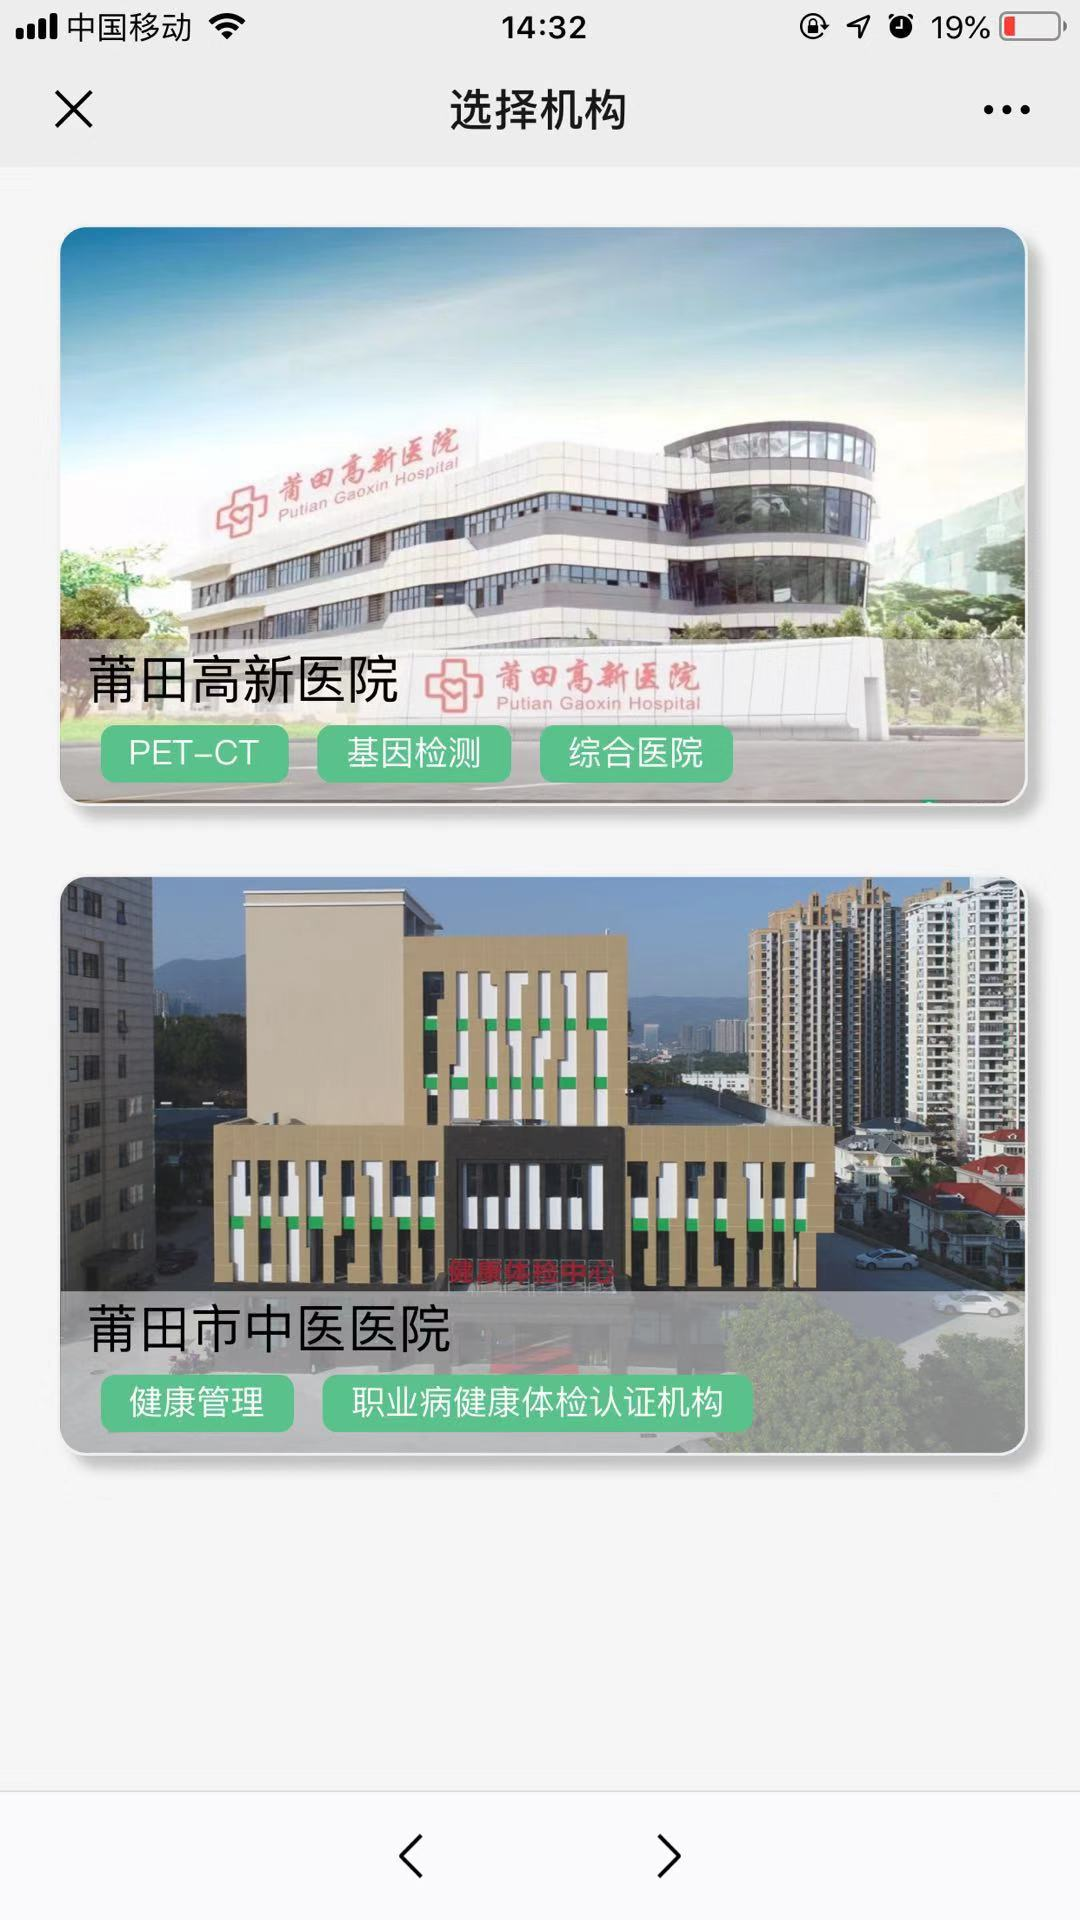 中国移动 14:32 19%
选择机构
莆田高新医院
Putian Gaoxin Hospital
莆田高新医院
莆田高新医院
Putian Gaoxin Hospital
PET-CT 基因检测 综合医院
健康体检中心
莆田市中医医院
健康管理 职业病健康体检认证机构